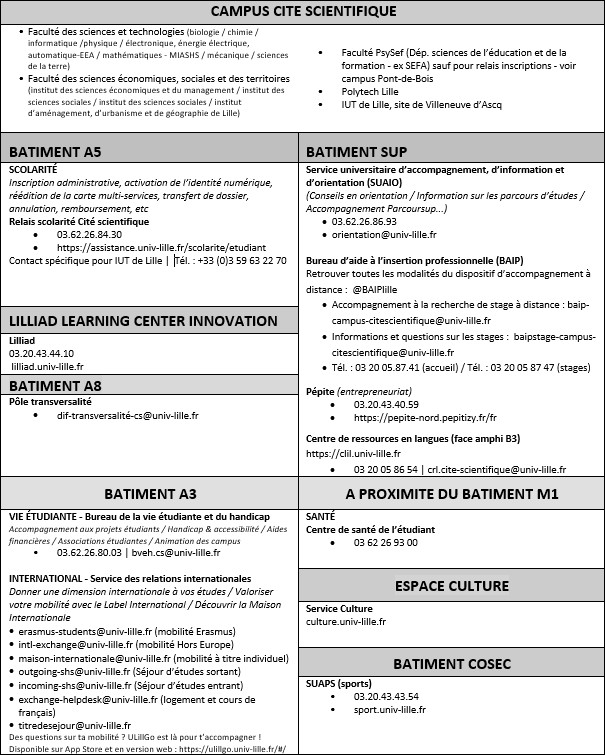 CAMPUS CITE SCIENTIFIQUE
• Faculté des sciences et technologies (biologie / chimie /
informatique /physique / électronique, énergie électrique,
automatique-EEA / mathématiques - MIASHS / mécanique / sciences
de la terre)
• Faculté des sciences économiques, sociales et des territoires
(institut des sciences économiques et du management / institut des
sciences sociales / institut des sciences sociales / institut
d'aménagement, d'urbanisme et de géographie de Lille)
• Faculté PsySef (Dép. sciences de l'éducation et de la
formation - ex SEFA) sauf pour relais inscriptions - voir
campus Pont-de-Bois
• Polytech Lille
• IUT de Lille, site de Villeneuve d'Ascq
BATIMENT A5
SCOLARITÉ
Inscription administrative, activation de l'identité numérique,
réédition de la carte multi-services, transfert de dossier,
annulation, remboursement, etc
Relais scolarité Cité scientifique
• 03.62.26.84.30
• https://assistance.univ-lille.fr/scolarite/etudiant
Contact spécifique pour IUT de Lille | Tél. : +33 (0)3 59 63 22 70
LILLIAD LEARNING CENTER INNOVATION
Lilliad
03.20.43.44.10
lilliad.univ-lille.fr
BATIMENT A8
Pôle transversalité
• dif-transversalité-cs@univ-lille.fr
BATIMENT SUP
Service universitaire d'accompagnement, d'information et
d'orientation (SUAIO)
(Conseils en orientation / Information sur les parcours d'études /
Accompagnement Parcoursup...)
• 03.62.26.86.93
• orientation@univ-lille.fr
Bureau d'aide à l'insertion professionnelle (BAIP)
Retrouver toutes les modalités du dispositif d'accompagnement à
distance : @BAIPlille
• Accompagnement à la recherche de stage à distance : baip-
campus-citescientifique@univ-lille.fr
• Informations et questions sur les stages : baipstage-campus-
citescientifique@univ-lille.fr
• Tél. : 03 20 05.87.41 (accueil) / Tél. : 03 20 05 87 47 (stages)
Pépite (entrepreneuriat)
• 03.20.43.40.59
• https://pepite-nord.pepitizy.fr/fr
Centre de ressources en langues (face amphi B3)
https://clil.univ-lille.fr
• 03 20 05 86 54 | crl.cite-scientifique@univ-lille.fr
BATIMENT A3
VIE ÉTUDIANTE - Bureau de la vie étudiante et du handicap
Accompagnement aux projets étudiants / Handicap & accessibilité / Aides
financières / Associations étudiantes / Animation des campus
• 03.62.26.80.03 | bveh.cs@univ-lille.fr
INTERNATIONAL - Service des relations internationales
Donner une dimension internationale à vos études / Valoriser
votre mobilité avec le Label International / Découvrir la Maison
Internationale
• erasmus-students@univ-lille.fr (mobilité Erasmus)
• intl-exchange@univ-lille.fr (mobilité Hors Europe)
• maison-internationale@univ-lille.fr (mobilité à titre individuel)
• outgoing-shs@univ-lille.fr (Séjour d'études sortant)
• incoming-shs@univ-lille.fr (Séjour d'études entrant)
• exchange-helpdesk@univ-lille.fr (logement et cours de
français)
• titredesejour@univ-lille.fr
Des questions sur ta mobilité ? ULillGo est là pour t'accompagner !
Disponible sur App Store et en version web : https://ulillgo.univ-lille.fr/#/
A PROXIMITE DU BATIMENT M1
SANTÉ
Centre de santé de l'étudiant
• 03 62 26 93 00
ESPACE CULTURE
Service Culture
culture.univ-lille.fr
BATIMENT COSEC
SUAPS (sports)
• 03.20.43.43.54
• sport.univ-lille.fr